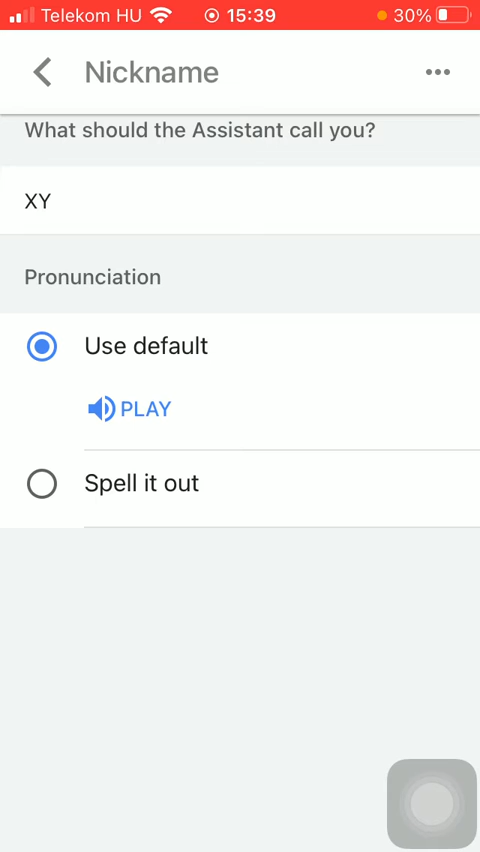 Telekom HU 15:39 30%
Nickname
What should the Assistant call you?
XY
Pronunciation
Use default
PLAY
Spell it out